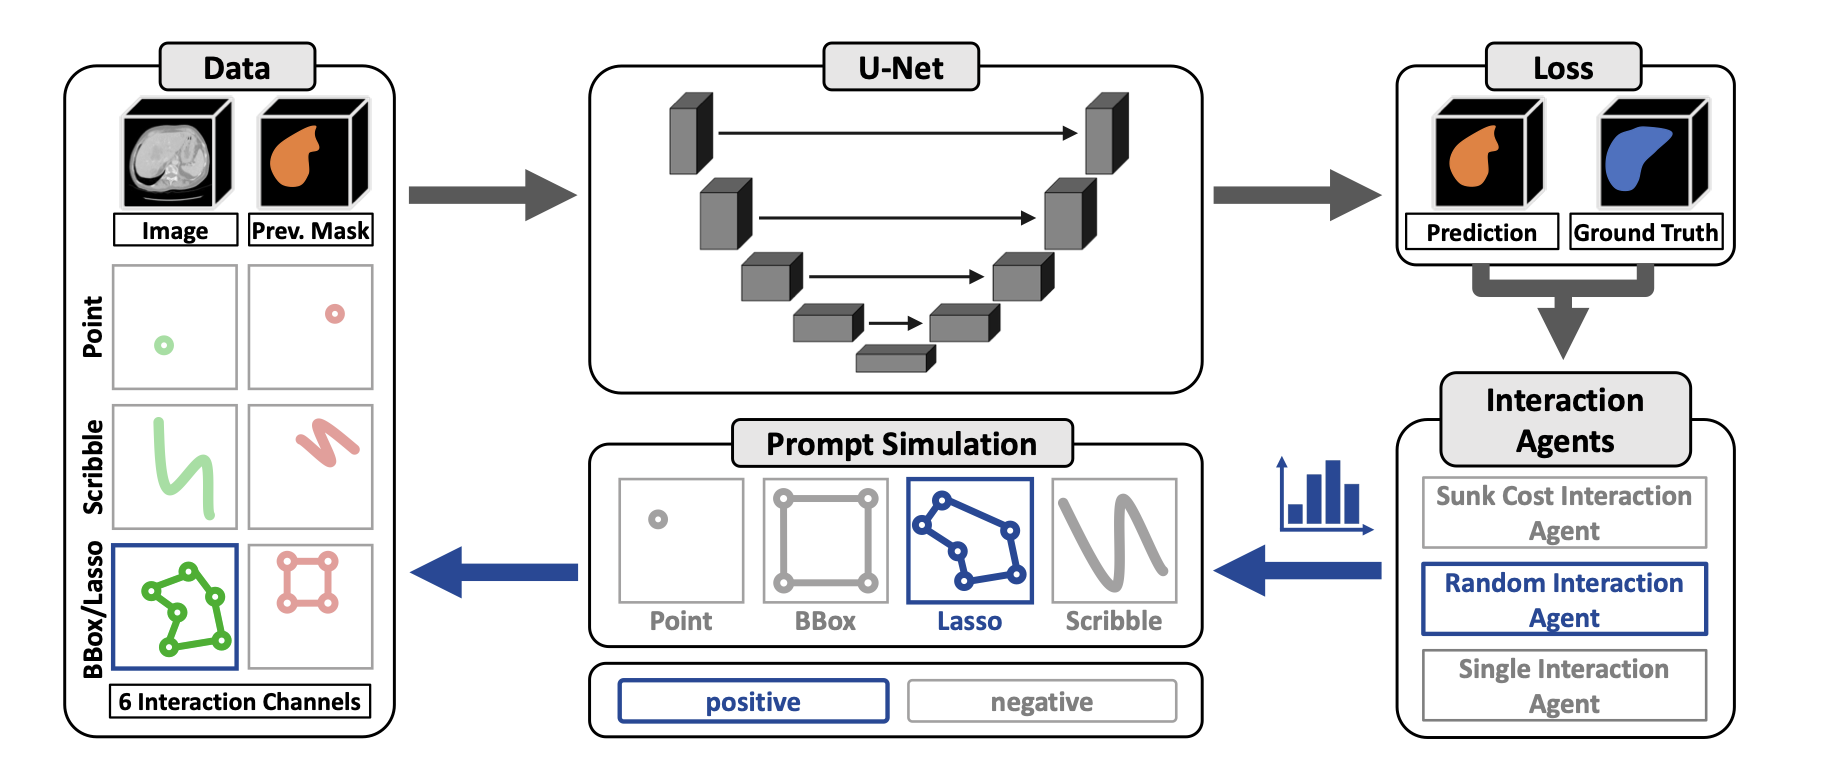 Data
Image
Prev. Mask
Point
Scribble
BBox/Lasso
6 Interaction Channels
U-Net
Loss
Prediction
Ground Truth
Interaction
Agents
Sunk Cost Interaction
Agent
Random Interaction
Agent
Single Interaction
Agent
Prompt Simulation
Point
BBox
Lasso
Scribble
positive
negative